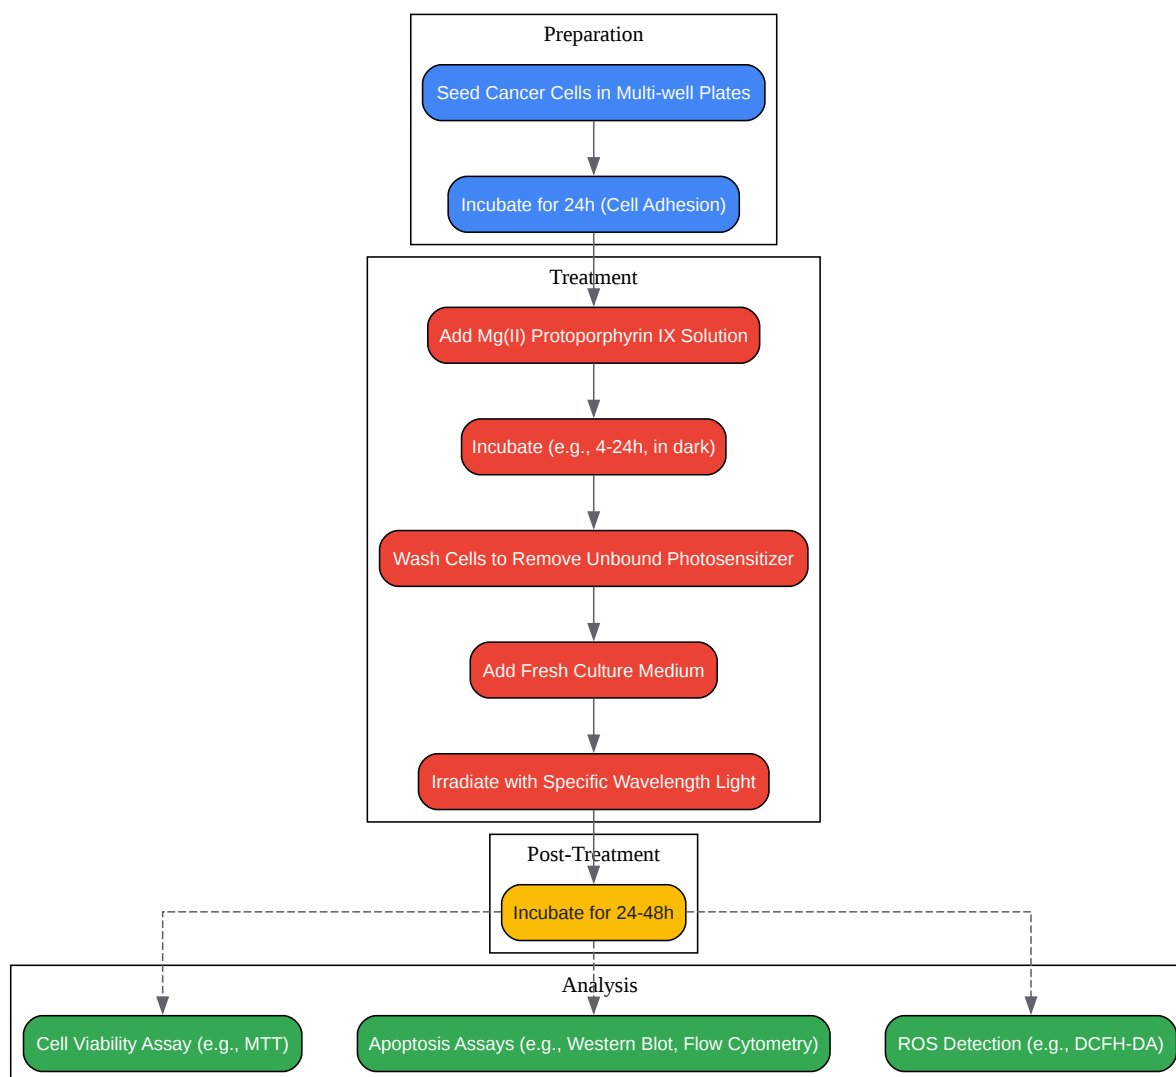 Preparation
Seed Cancer Cells in Multi-well Plates
Incubate for 24h (Cell Adhesion)
Treatment
Add Mg(II) Protoporphyrin IX Solution
Incubate (e.g., 4-24h, in dark)
Wash Cells to Remove Unbound Photosensitizer
Add Fresh Culture Medium
Irradiate with Specific Wavelength Light
Post-Treatment
Incubate for 24-48h
Analysis
Cell Viability Assay (e.g., MTT)
Apoptosis Assays (e.g., Western Blot, Flow Cytometry)
ROS Detection (e.g., DCFH-DA)